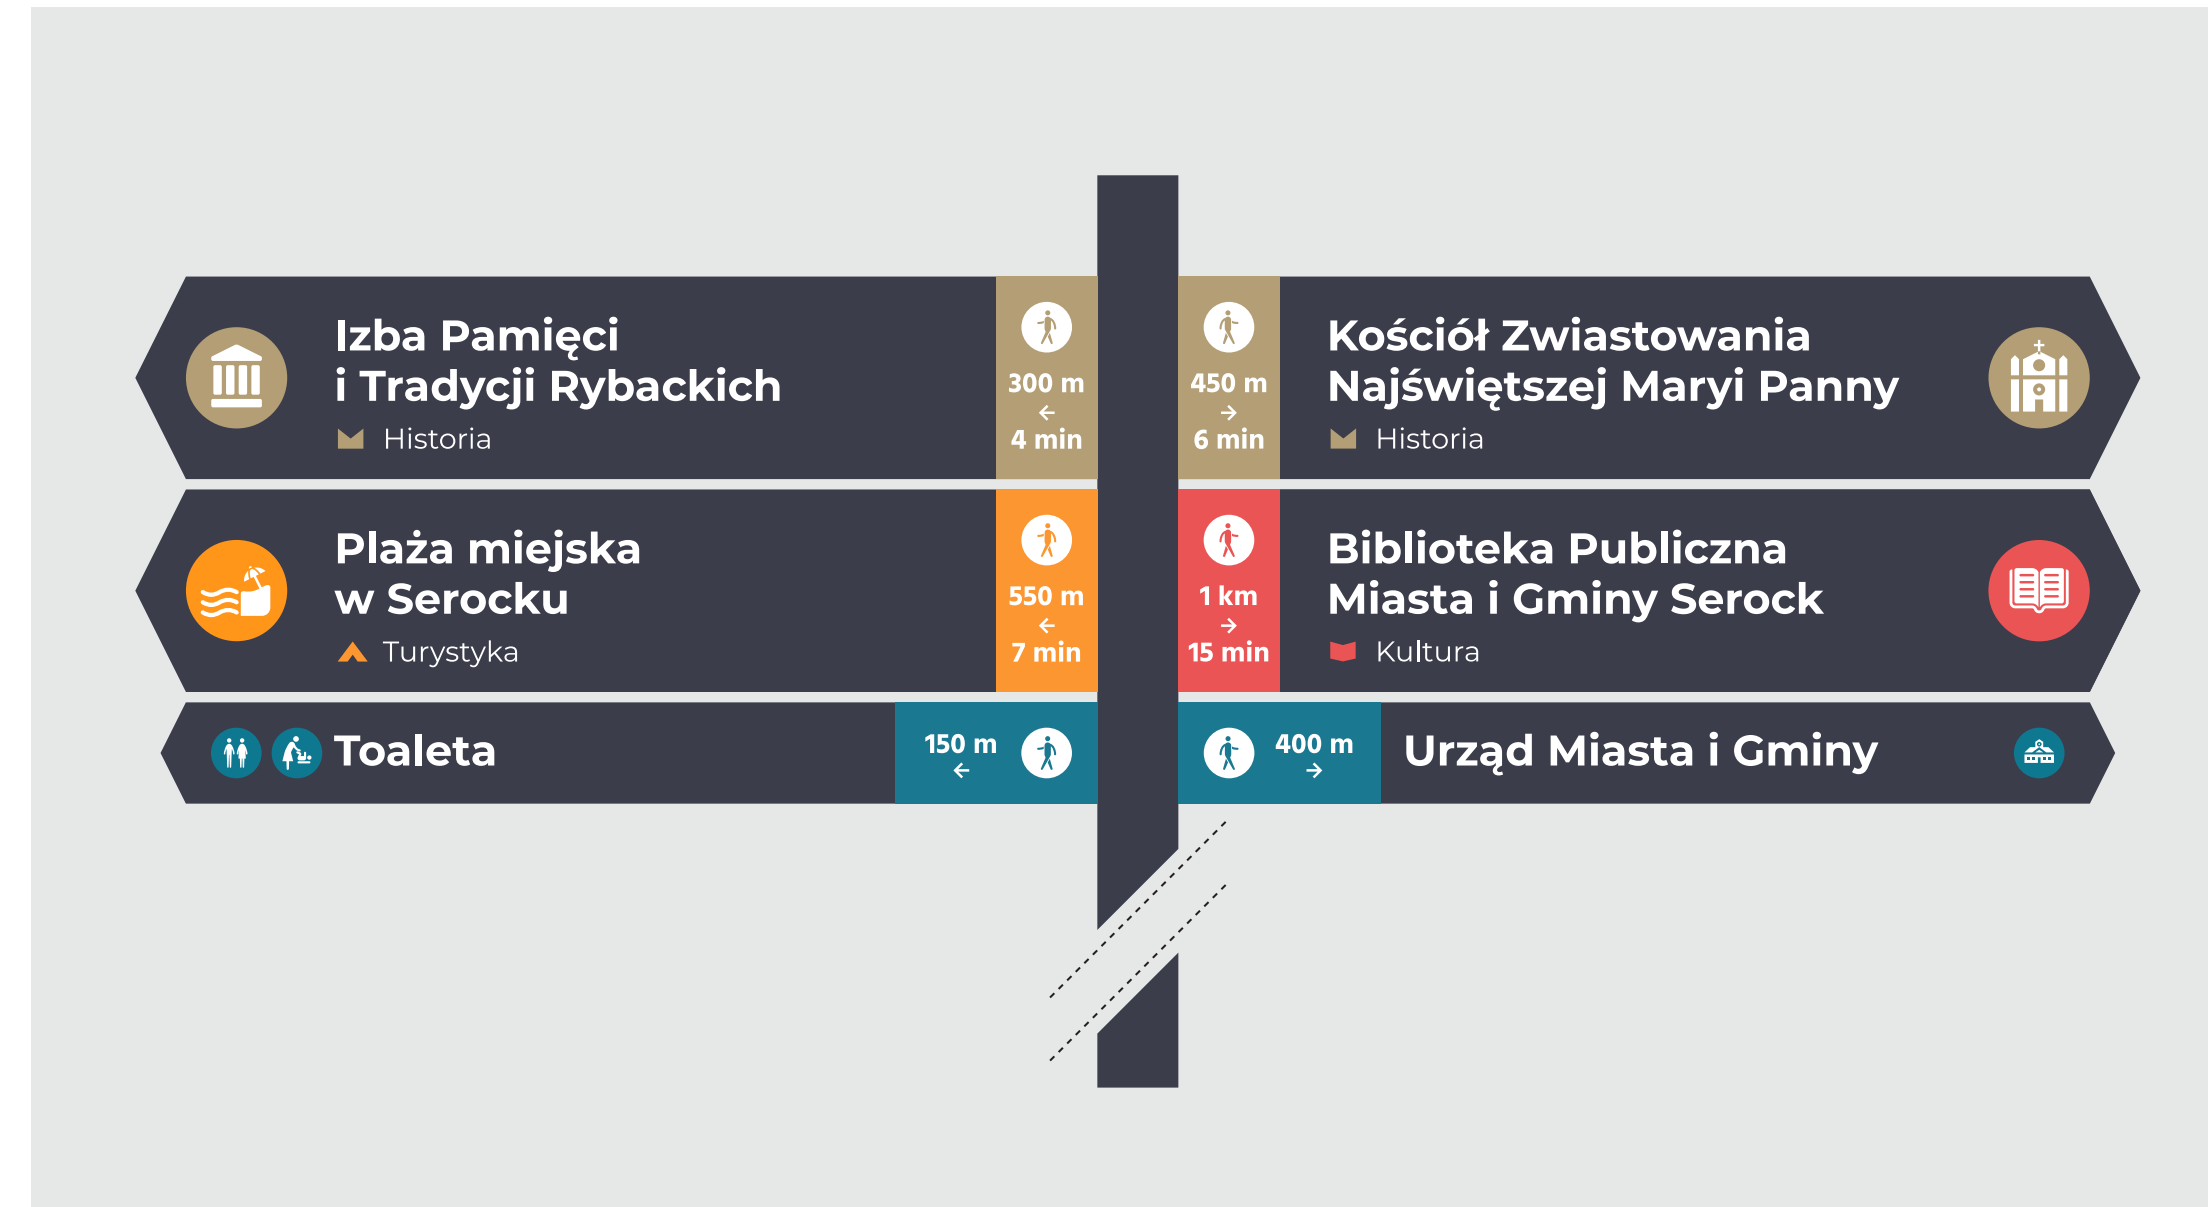 Izba Pamięci
i Tradycji Rybackich
Historia
300 m
←
4 min
450 m
→
6 min
Kościół Zwiastowania
Najświętszej Maryi Panny
Historia
Plaża miejska
w Serocku
Turystyka
550 m
←
7 min
1 km
→
15 min
Biblioteka Publiczna
Miasta i Gminy Serock
Kultura
Toaleta
150 m
←
400 m
→
Urząd Miasta i Gminy